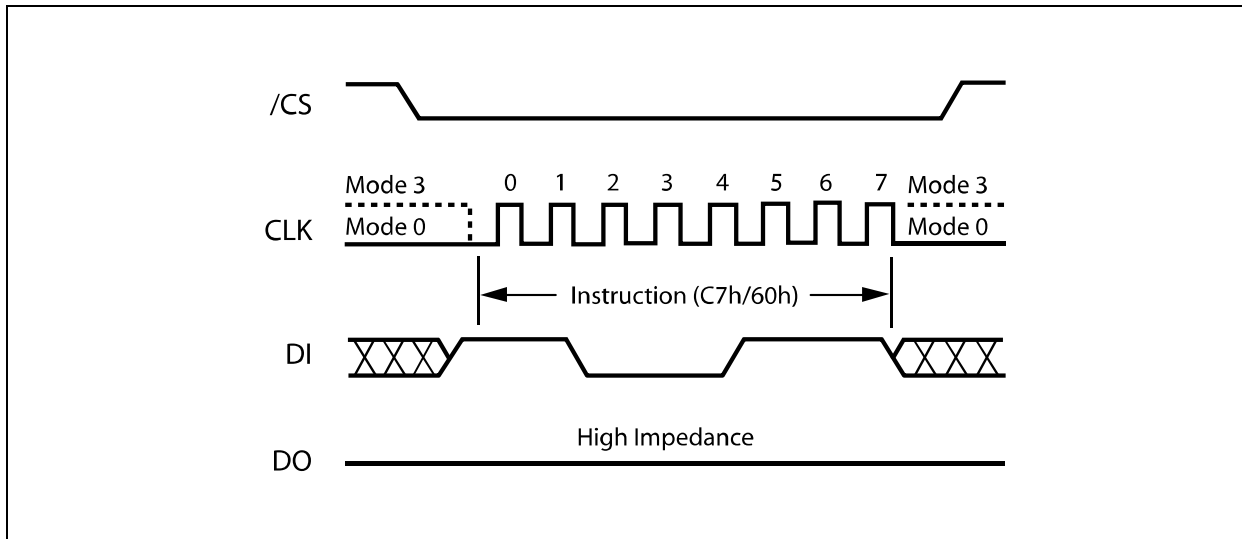 /CS
Mode 3 0 1 2 3 4 5 6 7 Mode 3
CLK Mode 0 Mode 0
Instruction (C7h/60h)
DI
High Impedance
DO